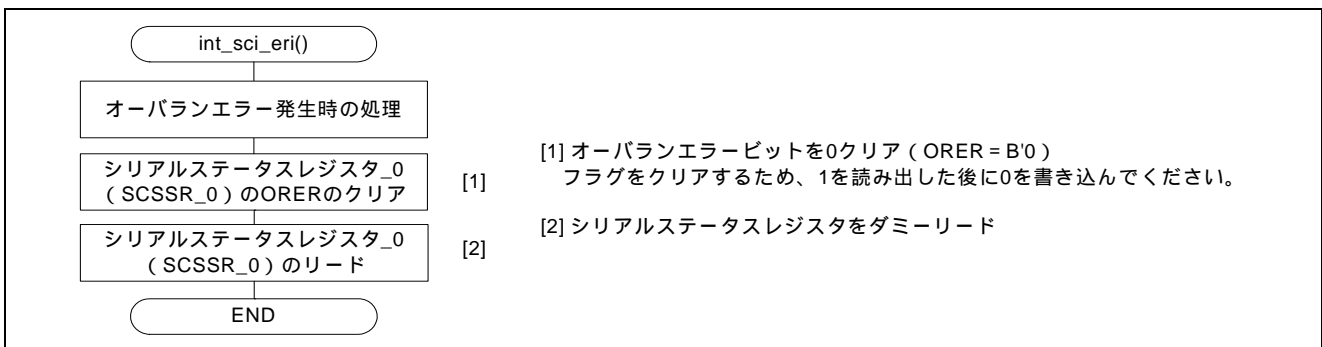 int_sci_eri()
オーバランエラー発生時の処理
シリアルステータスレジスタ_0
（SCSSR_0）のORERのクリア
[1]
[1] オーバランエラービットを0クリア（ORER = B'0）
フラグをクリアするため、1を読み出した後に0を書き込んでください。
シリアルステータスレジスタ_0
（SCSSR_0）のリード
[2]
[2] シリアルステータスレジスタをダミーリード
END